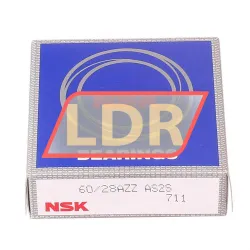 LDR
BEARINGS
60/28AZZ AS2S
NSK 711